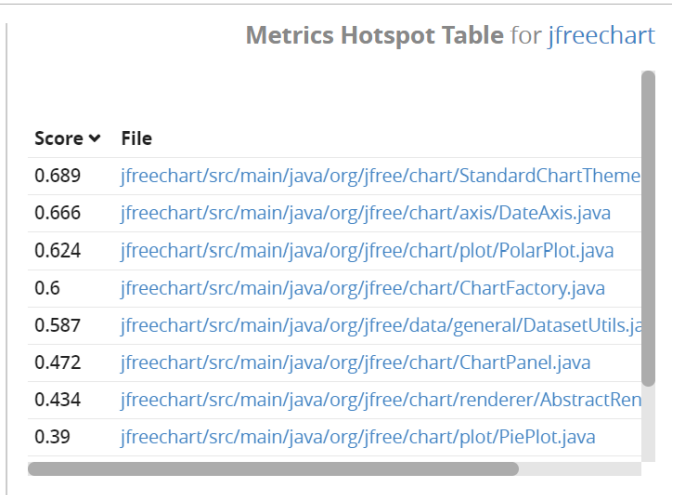 Metrics Hotspot Table for jfreechart
Score File
0.689 jfreechart/src/main/java/org/jfree/chart/StandardChartTheme
0.666 jfreechart/src/main/java/org/jfree/chart/axis/DateAxis.java
0.624 jfreechart/src/main/java/org/jfree/chart/plot/PolarPlot.java
0.6 jfreechart/src/main/java/org/jfree/chart/ChartFactory.java
0.587 jfreechart/src/main/java/org/jfree/data/general/DatasetUtils.ja
0.472 jfreechart/src/main/java/org/jfree/chart/ChartPanel.java
0.434 jfreechart/src/main/java/org/jfree/chart/renderer/AbstractRen
0.39 jfreechart/src/main/java/org/jfree/chart/plot/PiePlot.java